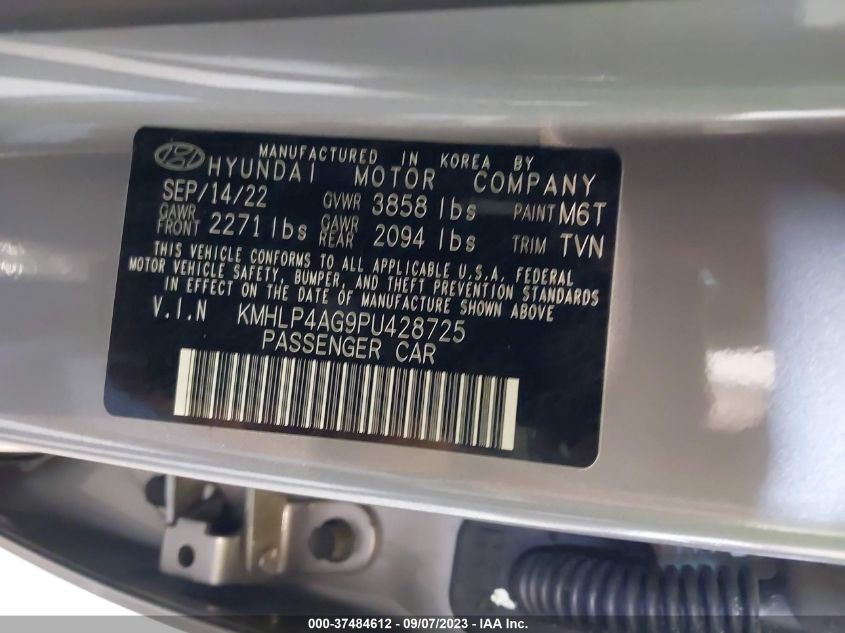 MANUFACTURED IN KOREA BY
HYUNDAI MOTOR COMPANY
SEP/14/22 GVWR 3858 lbs PAINT M6T
GAWR FRONT 2271 lbs GAWR REAR 2094 lbs TRIM TVN
THIS VEHICLE CONFORMS TO ALL APPLICABLE U.S.A. FEDERAL
MOTOR VEHICLE SAFETY, BUMPER, AND THEFT PREVENTION STANDARDS
IN EFFECT ON THE DATE OF MANUFACTURE SHOWN ABOVE
V.I.N KMHLP4AG9PU428725
PASSENGER CAR
000-37484612 - 09/07/2023 - IAA Inc.